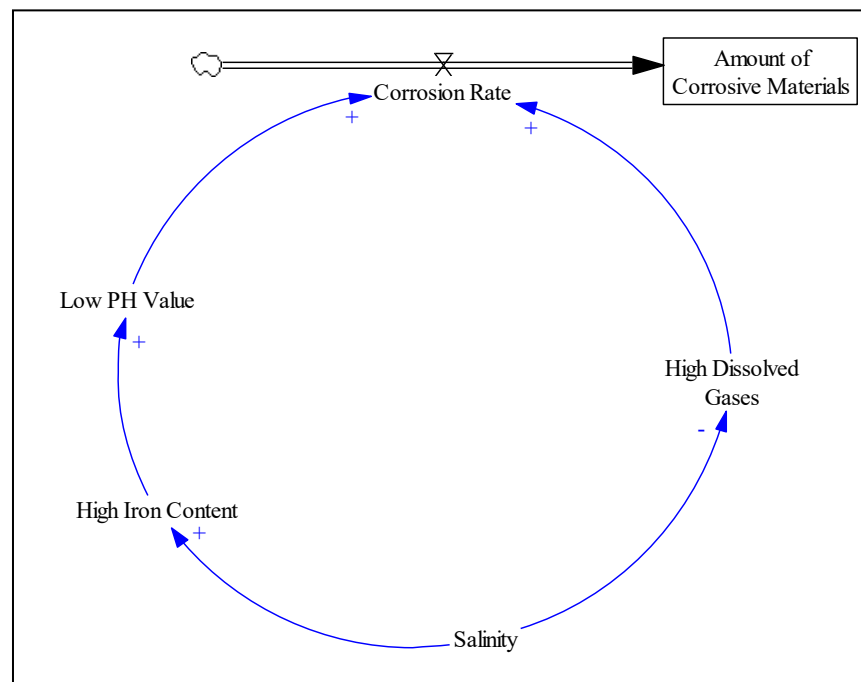 Amount of
Corrosive Materials
Corrosion Rate
+
+
Low PH Value
+
High Dissolved
Gases
-
High Iron Content
+
Salinity